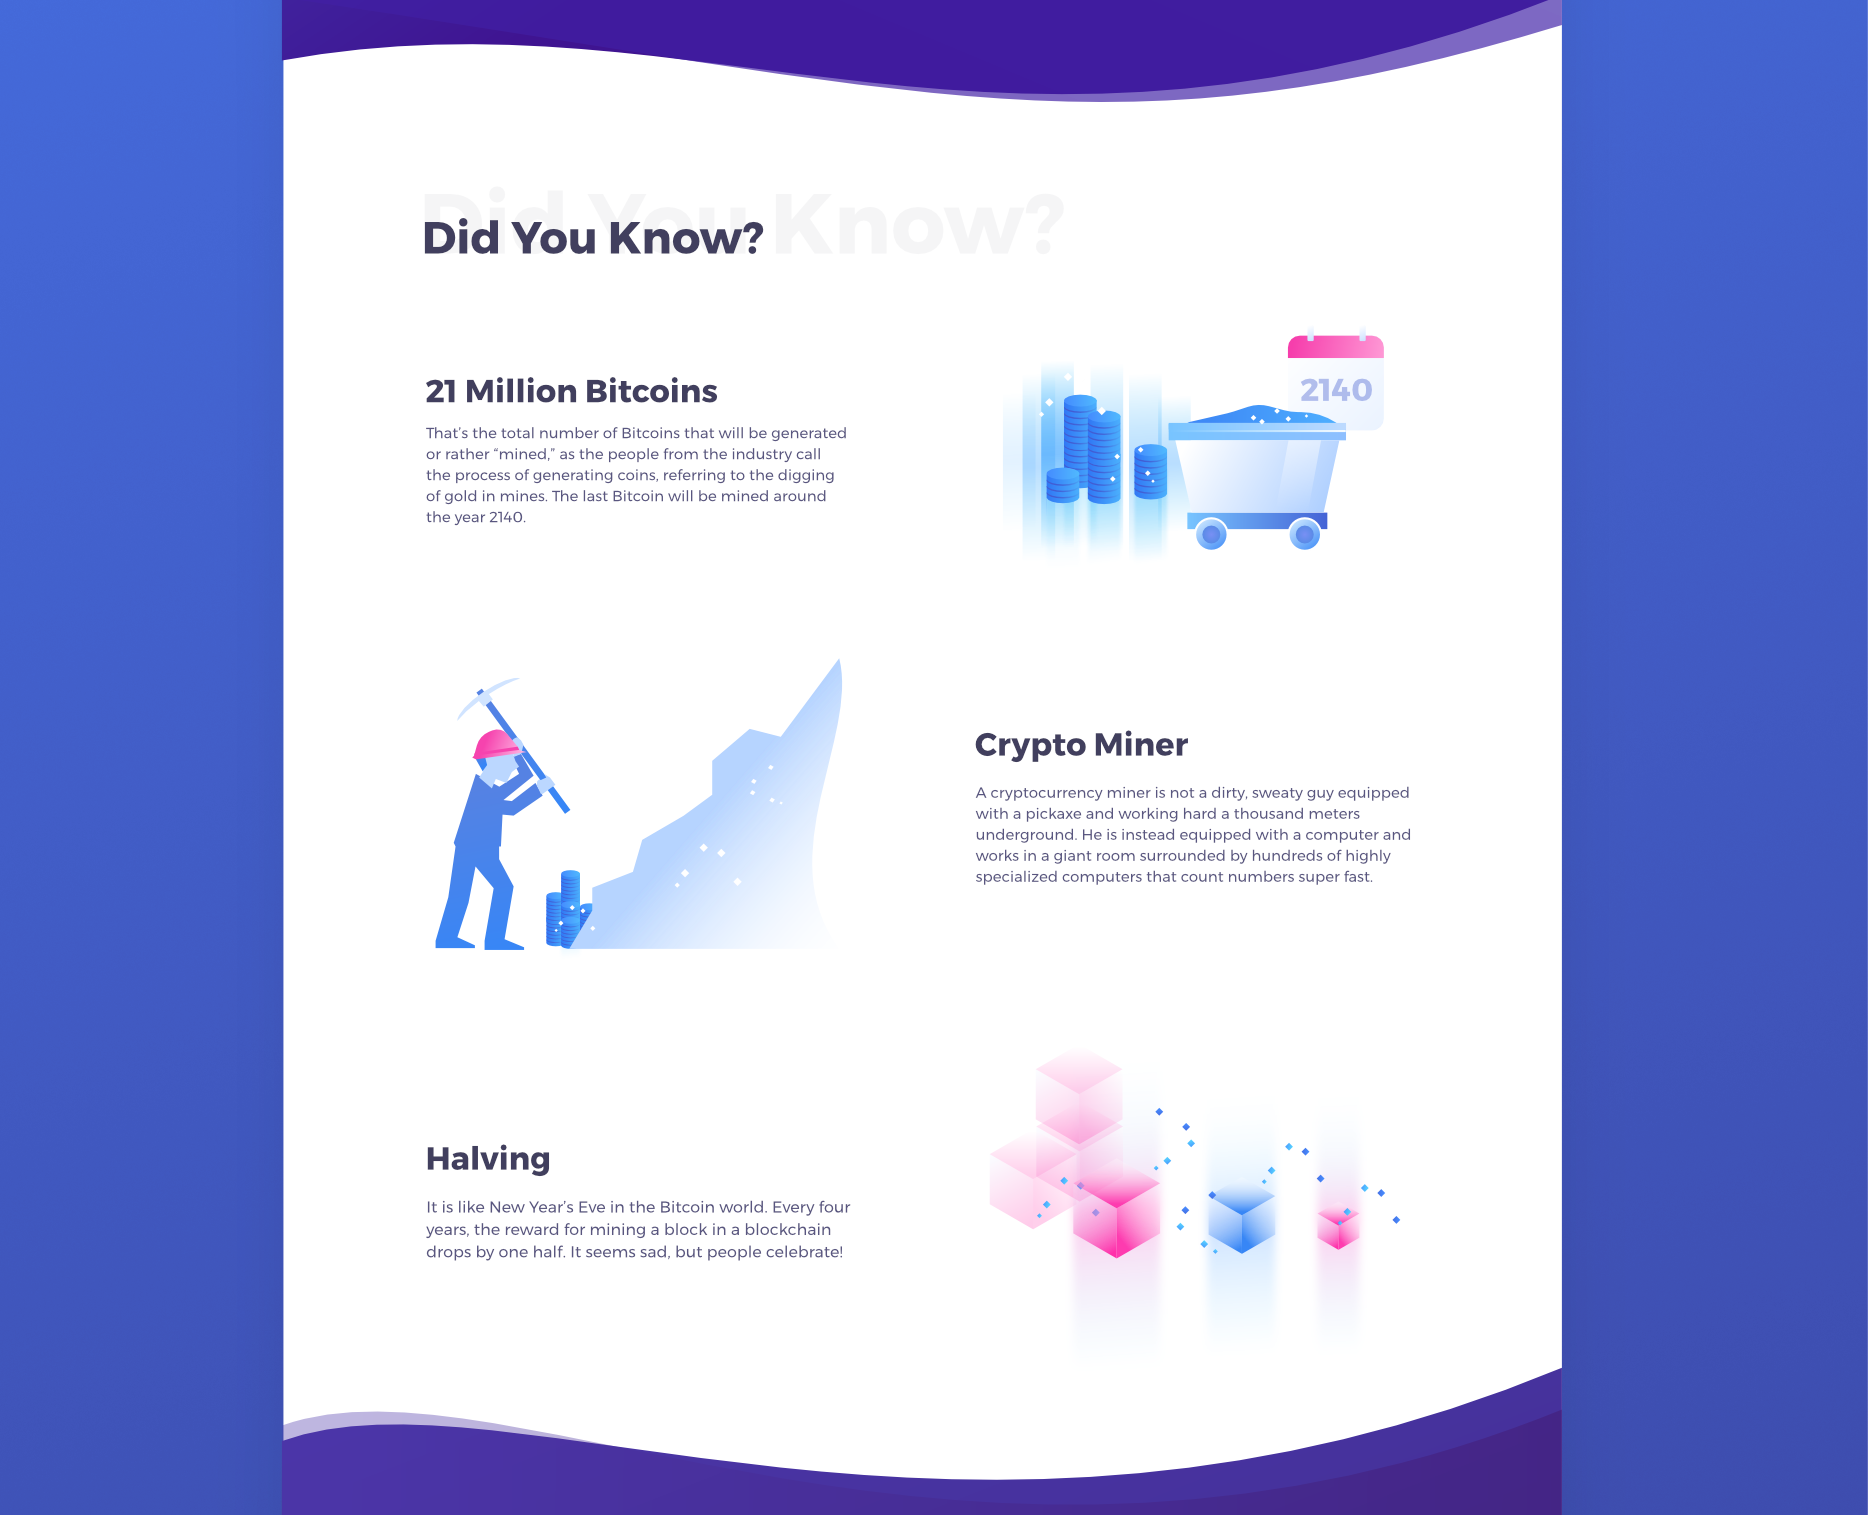 Did You Know?
Did You Know?
21 Million Bitcoins
That's the total number of Bitcoins that will be generated
or rather “mined,” as the people from the industry call
the process of generating coins, referring to the digging
of gold in mines. The last Bitcoin will be mined around
the year 2140.
2140
Crypto Miner
A cryptocurrency miner is not a dirty, sweaty guy equipped
with a pickaxe and working hard a thousand meters
underground. He is instead equipped with a computer and
works in a giant room surrounded by hundreds of highly
specialized computers that count numbers super fast.
Halving
It is like New Year's Eve in the Bitcoin world. Every four
years, the reward for mining a block in a blockchain
drops by one half. It seems sad, but people celebrate!